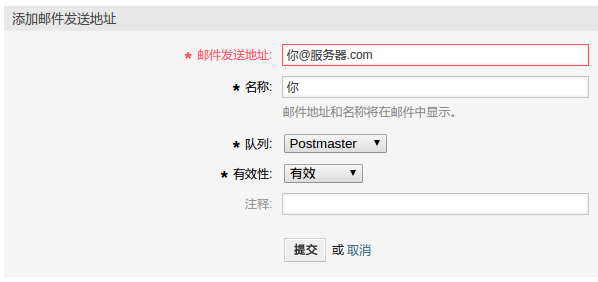 添加邮件发送地址
* 邮件发送地址: 你@服务器.com
* 名称: 你
邮件地址和名称将在邮件中显示。
* 队列: Postmaster
* 有效性: 有效
注释:
提交 或 取消